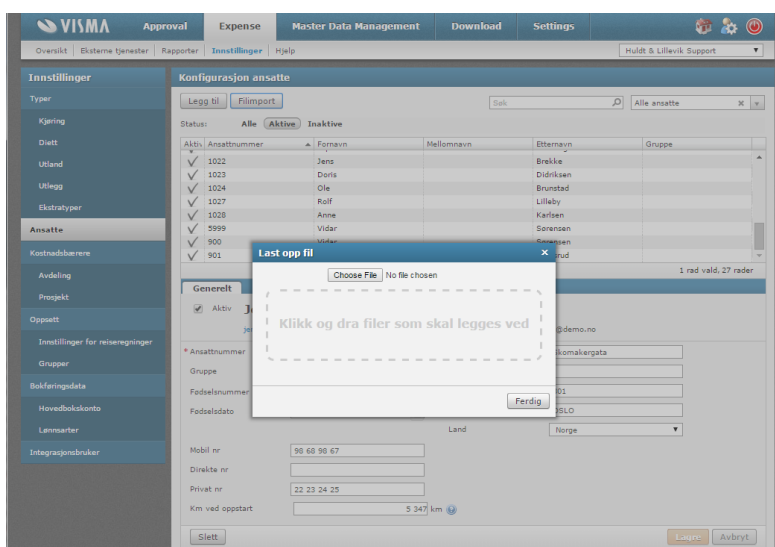 VISMA Approval Expense Master Data Management Download Settings
Oversikt Eksterne tjenester Rapporter Innstillinger Hjelp Huldt & Lillevik Support
Innstillinger
Typer
Kjøring
Diett
Utland
Utlegg
Ekstratyper
Ansatte
Kostnadsbærere
Avdeling
Prosjekt
Oppsett
Innstillinger for reiseregninger
Grupper
Bokføringsdata
Hovedbokskonto
Lønnsarter
Integrasjonsbruker
Konfigurasjon ansatte
Legg til Filimport Søk Alle ansatte
Status: Alle Aktive Inaktive
Aktiv Ansattnummer Fornavn Mellomnavn Etternavn Gruppe
1022 Jens Brekke
1023 Doris Didriksen
1024 Ole Brunstad
1027 Rolf Lilleby
1028 Anne Karlsen
5999 Vidar Sørensen
900 Vidar Sørensen
901
1 rad vald, 27 rader
Last opp fil
Choose File No file chosen
Klikk og dra filer som skal legges ved
Ferdig
Generelt
Aktiv
@demo.no
* Ansattnummer
Gruppe
Fødselsnummer
Fødselsdato
OSLO
Land Norge
Mobil nr 98 68 98 67
Direkte nr
Privat nr 22 23 24 25
Km ved oppstart 5 347 km
Slett Lagre Avbryt